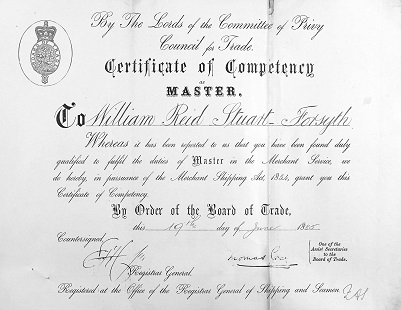 By The Lords of the Committee of Privy
Council for Trade.
Certificate of Competency
as
MASTER.
To William Reid Stuart Forsyth
Whereas it has been reported to us that you have been found duly
qualified to fulfil the duties of Master in the Merchant Service, we
do hereby, in pursuance of the Merchant Shipping Act, 1854, grant you this
Certificate of Competency.
By Order of the Board of Trade,
this 19th day of June 1885
Countersigned,
Registrar General.
One of the
Assist Secretaries
to the
Board of Trade.
Registered at the Office of the Registrar General of Shipping and Seamen.